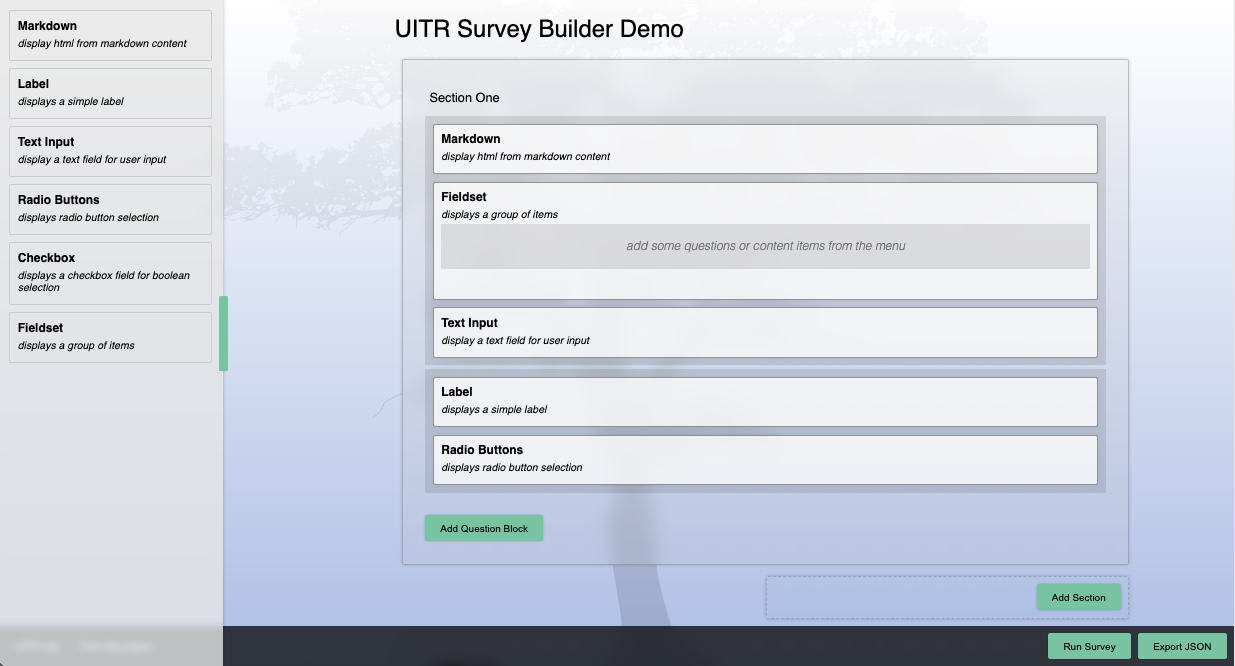 UITR Survey Builder Demo
Markdown
display html from markdown content
Label
displays a simple label
Text Input
display a text field for user input
Radio Buttons
displays radio button selection
Checkbox
displays a checkbox field for boolean
selection
Fieldset
displays a group of items
Section One
Markdown
display html from markdown content
Fieldset
displays a group of items
add some questions or content items from the menu
Text Input
display a text field for user input
Label
displays a simple label
Radio Buttons
displays radio button selection
Add Question Block
Add Section
Run Survey
Export JSON